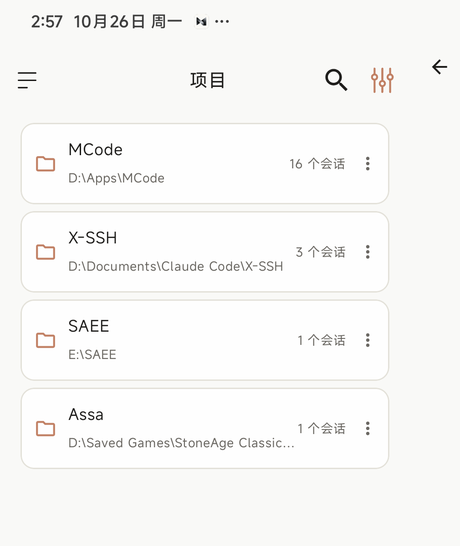 2:57 10月26日 周一 ···
项目
MCode
16 个会话
D:\Apps\MCode
X-SSH
3 个会话
D:\Documents\Claude Code\X-SSH
SAEE
1 个会话
E:\SAEE
Assa
1 个会话
D:\Saved Games\StoneAge Classic...